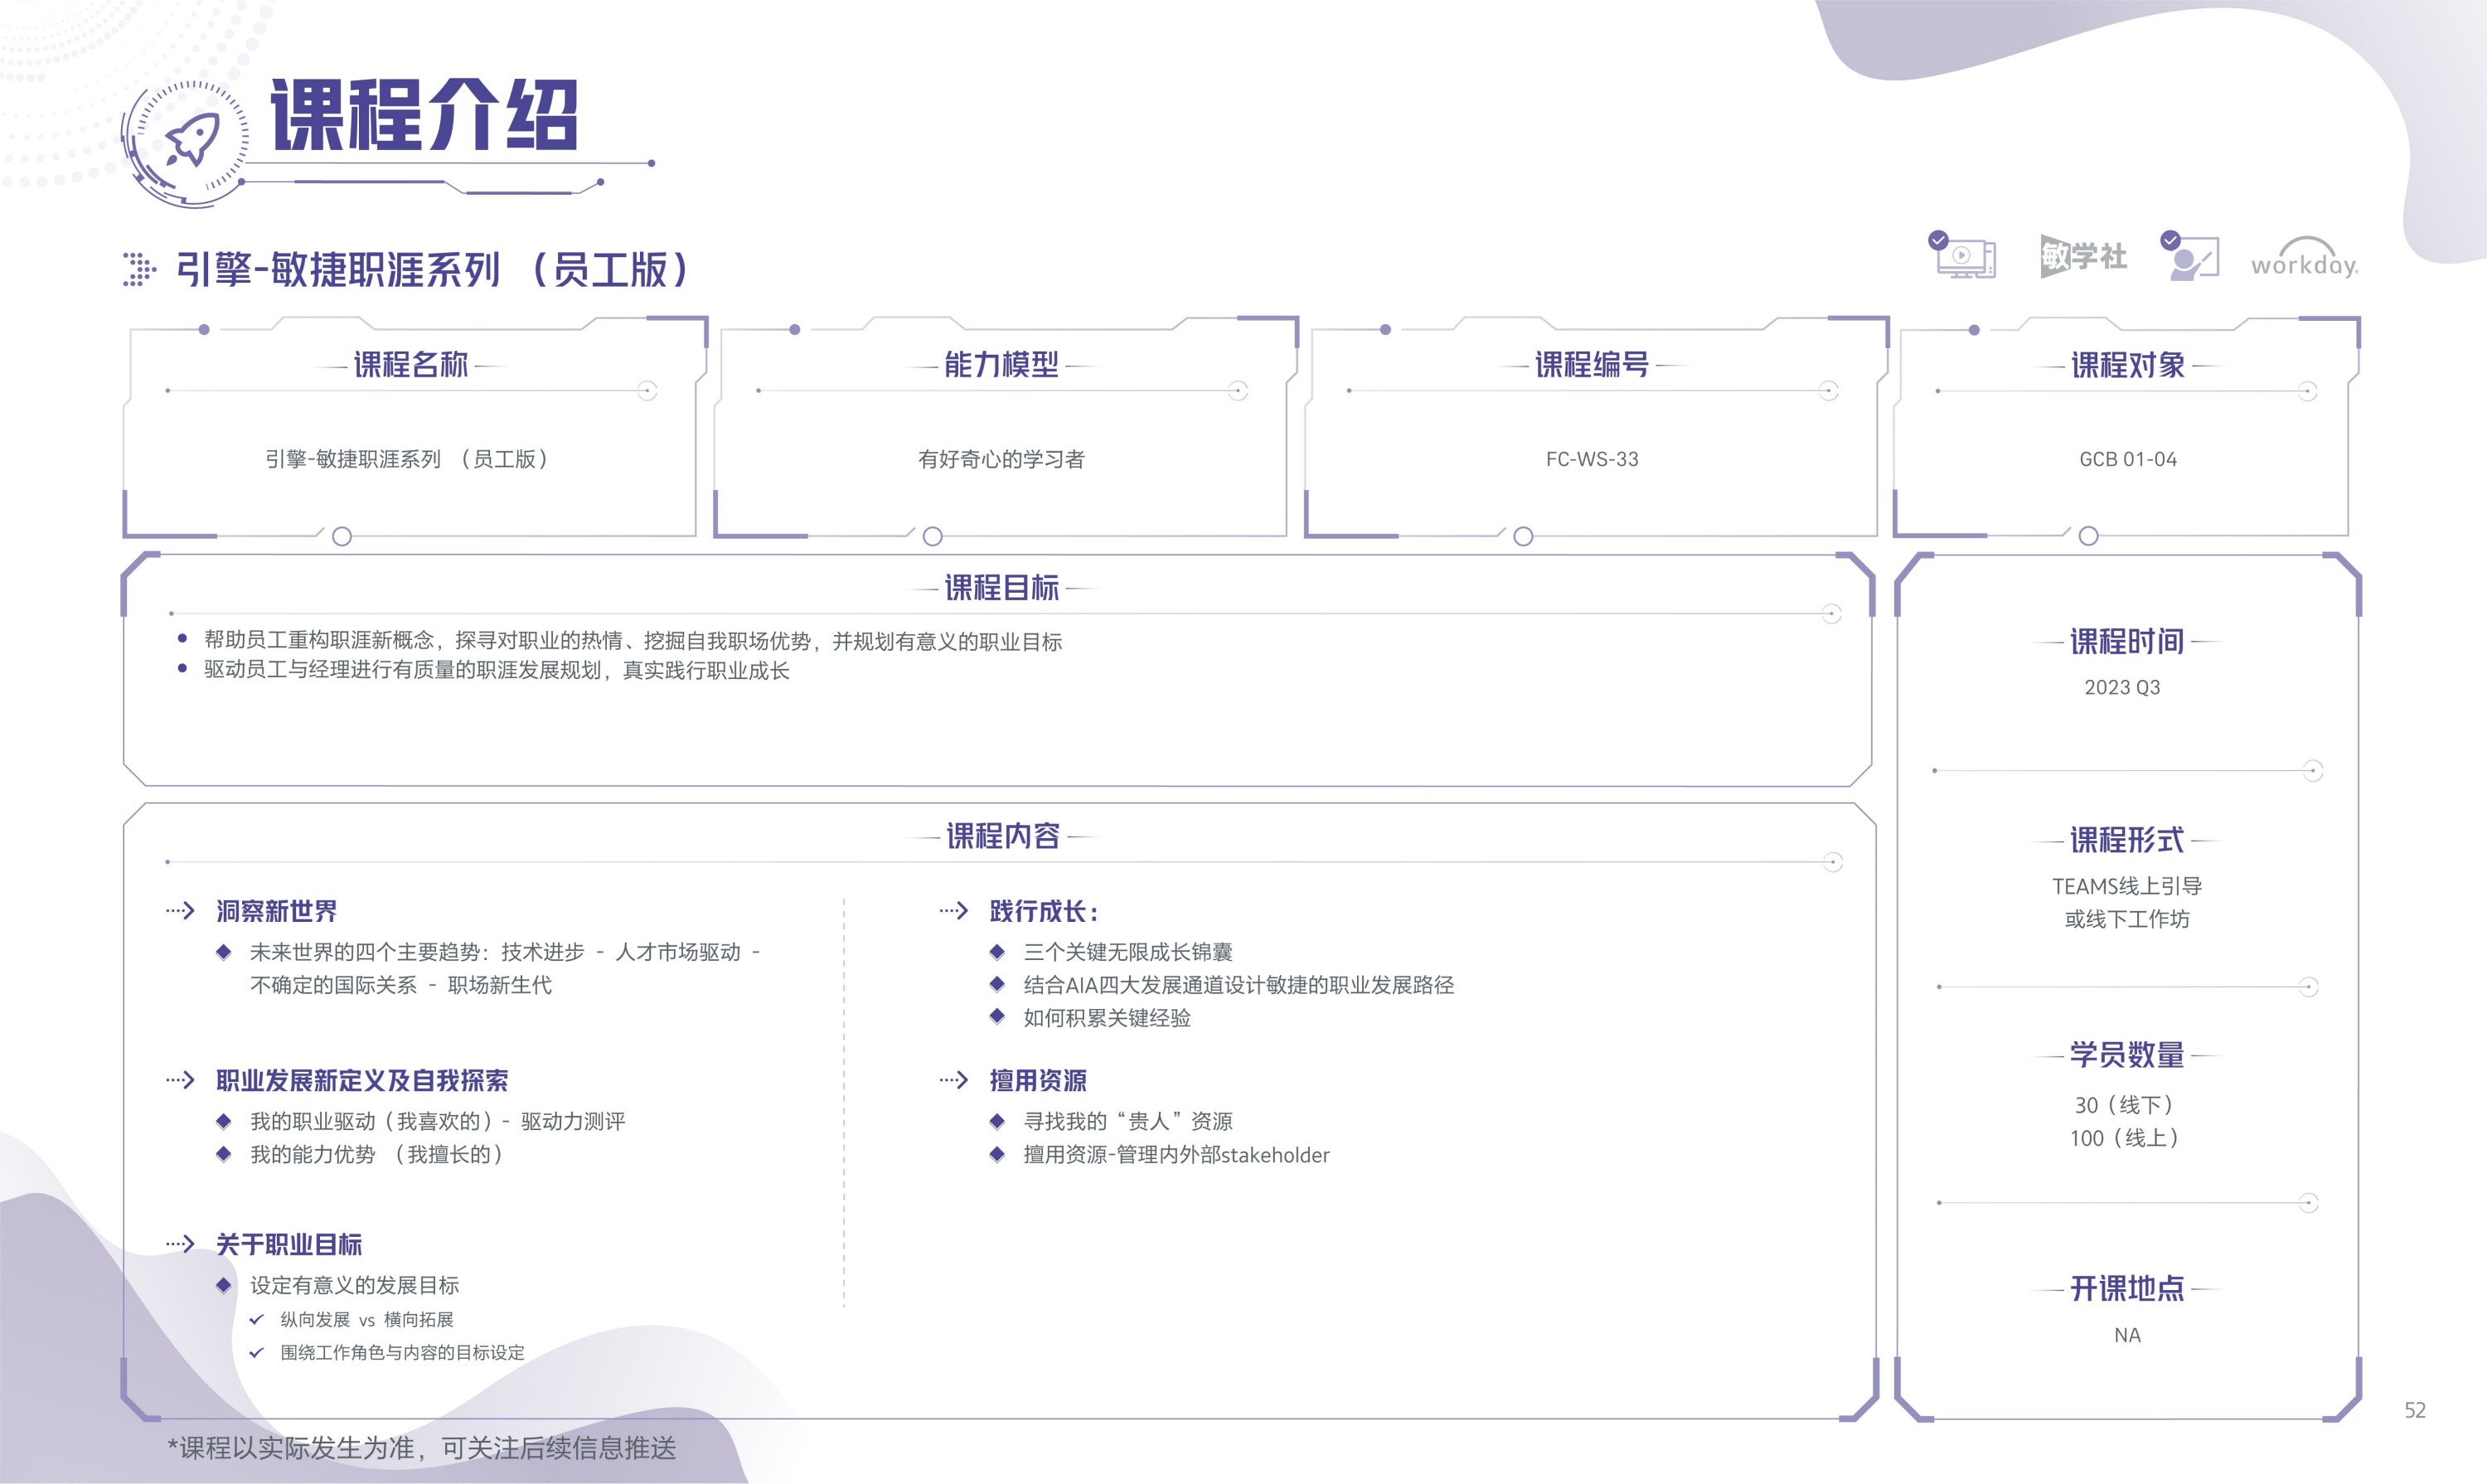 课程介绍
引擎-敏捷职涯系列 （员工版）
敏学社
workday.
课程名称
引擎-敏捷职涯系列 （员工版）
能力模型
有好奇心的学习者
课程编号
FC-WS-33
课程对象
GCB 01-04
课程目标
帮助员工重构职涯新概念，探寻对职业的热情、挖掘自我职场优势，并规划有意义的职业目标
驱动员工与经理进行有质量的职涯发展规划，真实践行职业成长
课程内容
洞察新世界
未来世界的四个主要趋势：技术进步 - 人才市场驱动 -
不确定的国际关系 - 职场新生代
职业发展新定义及自我探索
我的职业驱动（我喜欢的）- 驱动力测评
我的能力优势 （我擅长的）
关于职业目标
设定有意义的发展目标
纵向发展 vs 横向拓展
围绕工作角色与内容的目标设定
践行成长：
三个关键无限成长锦囊
结合AIA四大发展通道设计敏捷的职业发展路径
如何积累关键经验
擅用资源
寻找我的“贵人”资源
擅用资源-管理内外部stakeholder
课程时间
2023 Q3
课程形式
TEAMS线上引导
或线下工作坊
学员数量
30（线下）
100（线上）
开课地点
NA
*课程以实际发生为准，可关注后续信息推送
52